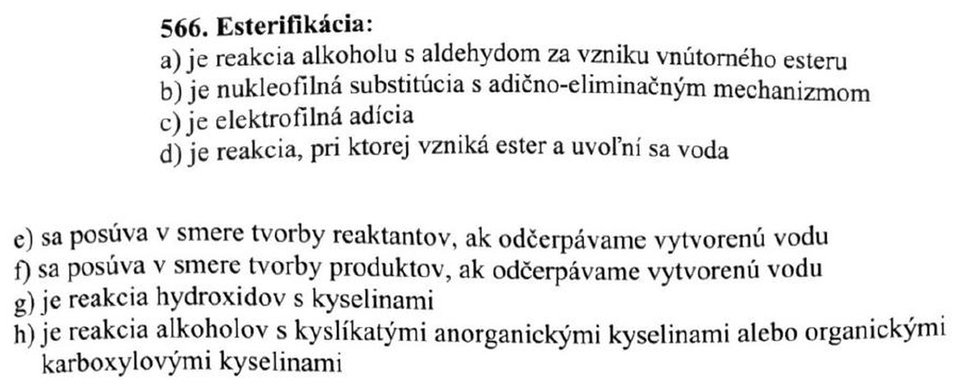 566. Esterifikácia:
a) je reakcia alkoholu s aldehydom za vzniku vnútorného esteru
b) je nukleofilná substitúcia s adično-eliminačným mechanizmom
c) je elektrofilná adícia
d) je reakcia, pri ktorej vzniká ester a uvoľní sa voda
e) sa posúva v smere tvorby reaktantov, ak odčerpávame vytvorenú vodu
f) sa posúva v smere tvorby produktov, ak odčerpávame vytvorenú vodu
g) je reakcia hydroxidov s kyselinami
h) je reakcia alkoholov s kyslíkatými anorganickými kyselinami alebo organickými
karboxylovými kyselinami